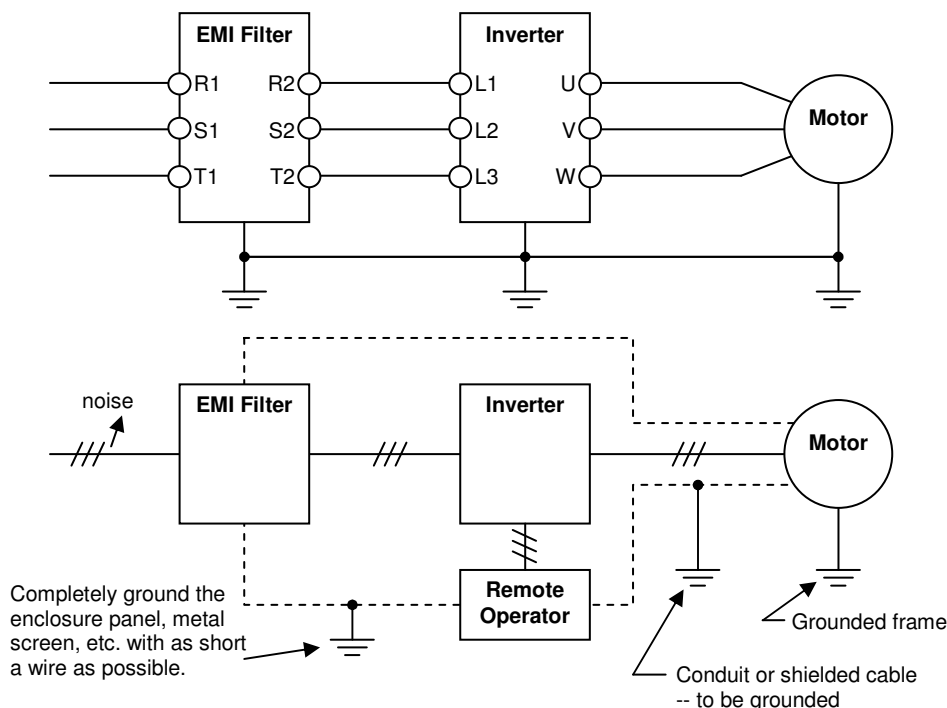 EMI Filter
Inverter
R1 R2 L1 U
Motor
S1 S2 L2 V
T1 T2 L3 W
noise
EMI Filter
Inverter
Motor
Completely ground the
enclosure panel, metal
screen, etc. with as short
a wire as possible.
Remote
Operator
Grounded frame
Conduit or shielded cable
-- to be grounded